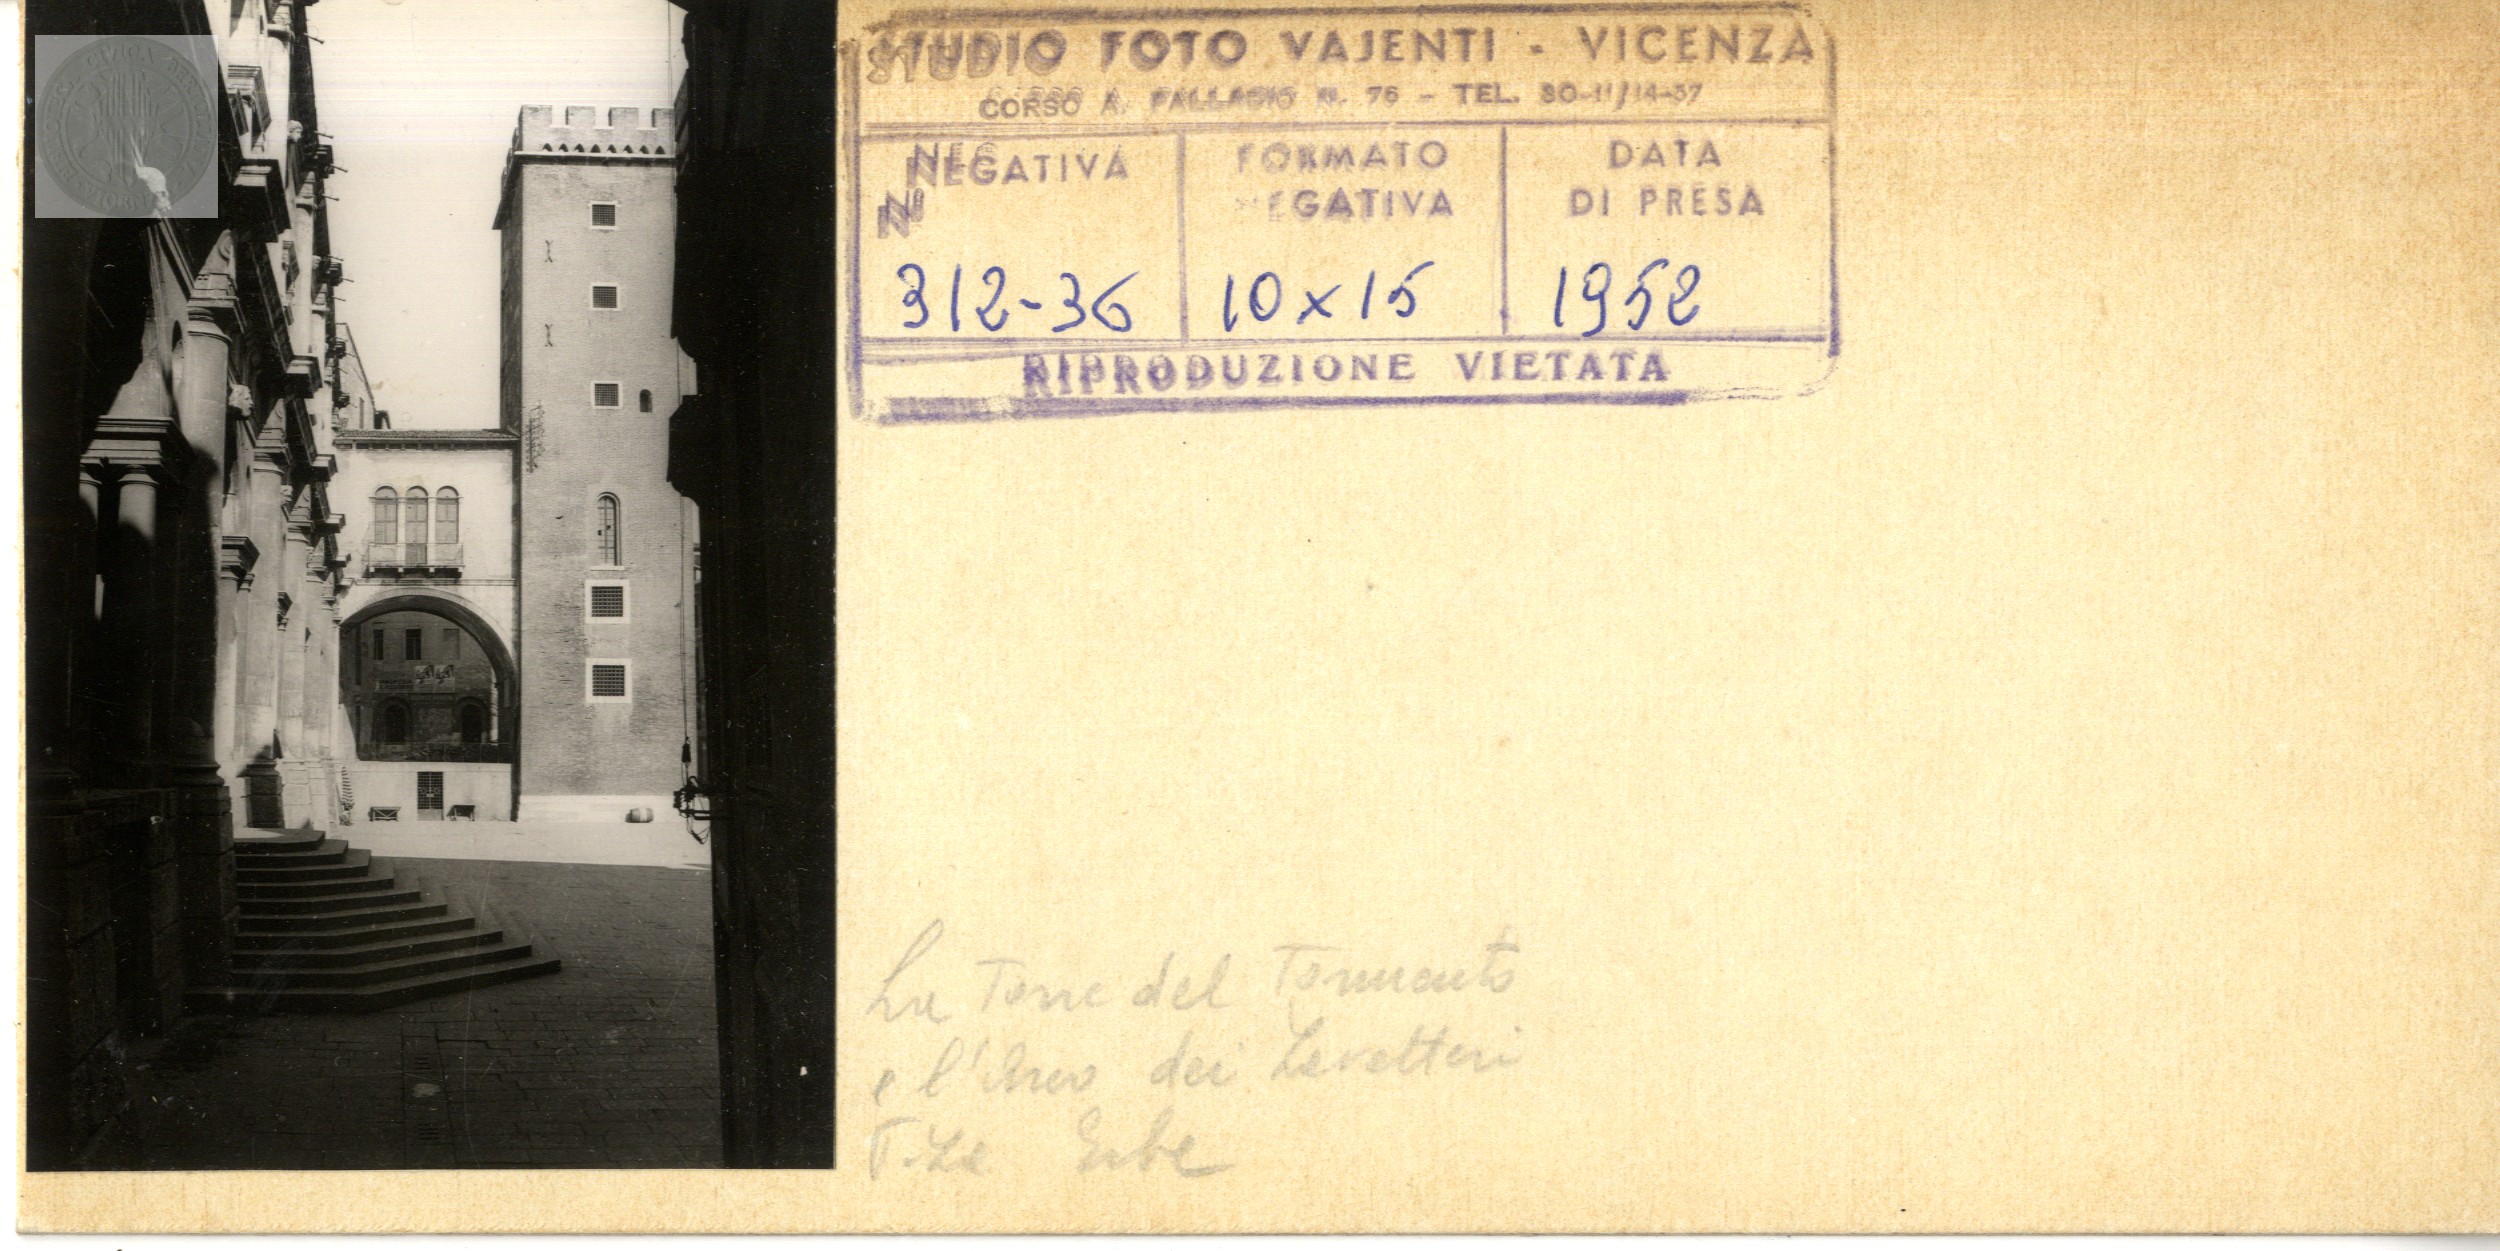 STUDIO FOTO VAJENTI - VICENZA
CORSO A. PALLADIO N. 76 - TEL.
NEGATIVA
N.
312-36
FORMATO
NEGATIVA
10x15
DATA
DI PRESA
1952
RIPRODUZIONE VIETATA
La Torre del Tormento
e l'Arco dei Zavatteri
P.za Erbe